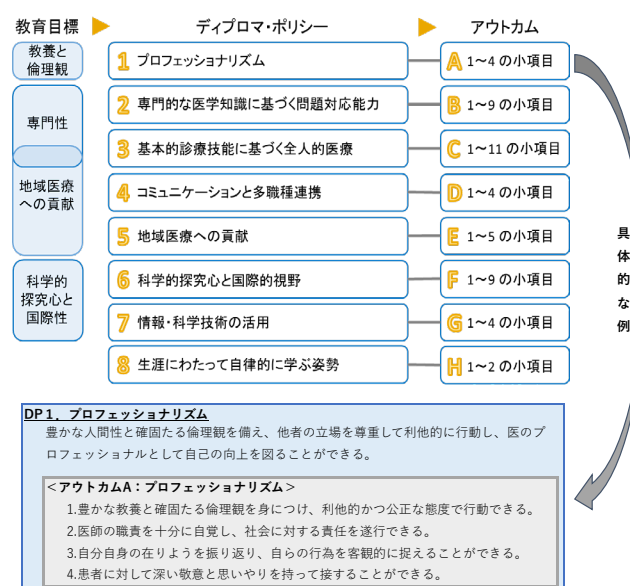 教育目標
ディプロマ・ポリシー
アウトカム
教養と
倫理観
専門性
地域医療
への貢献
科学的
探究心と
国際性
1 プロフェッショナリズム
A 1～4 の小項目
2 専門的な医学知識に基づく問題対応能力
B 1～9 の小項目
3 基本的診療技能に基づく全人的医療
C 1～11 の小項目
4 コミュニケーションと多職種連携
D 1～4 の小項目
5 地域医療への貢献
E 1～5 の小項目
6 科学的探究心と国際的視野
F 1～9 の小項目
7 情報・科学技術の活用
G 1～4 の小項目
8 生涯にわたって自律的に学ぶ姿勢
H 1～2 の小項目
具
体
的
な
例
DP 1．プロフェッショナリズム
豊かな人間性と確固たる倫理観を備え、他者の立場を尊重して利他的に行動し、医のプ
ロフェッショナルとして自己の向上を図ることができる。
＜アウトカムA：プロフェッショナリズム＞
1.豊かな教養と確固たる倫理観を身につけ、利他的かつ公正な態度で行動できる。
2.医師の職責を十分に自覚し、社会に対する責任を遂行できる。
3.自分自身の在りようを振り返り、自らの行為を客観的に捉えることができる。
4.患者に対して深い敬意と思いやりを持って接することができる。